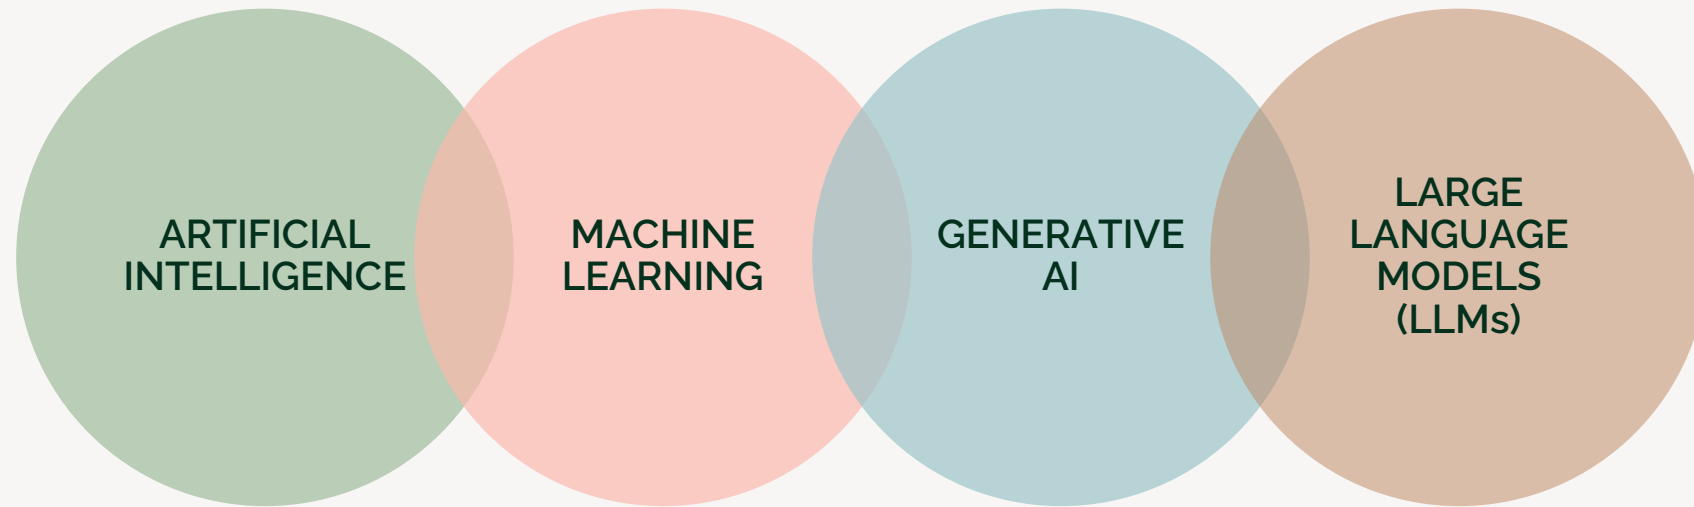 ARTIFICIAL
INTELLIGENCE
MACHINE
LEARNING
GENERATIVE
AI
LARGE
LANGUAGE
MODELS
(LLMs)